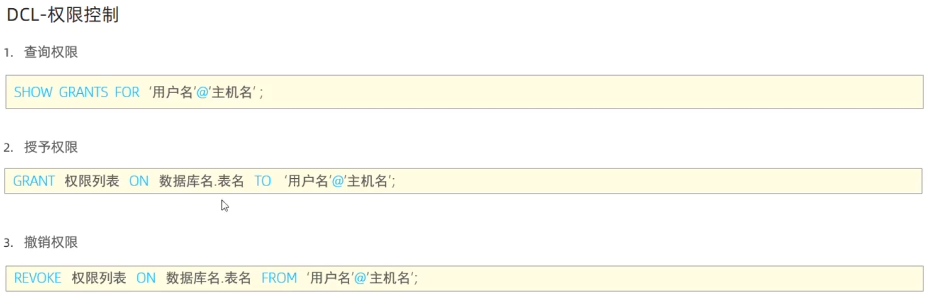 DCL-权限控制
1. 查询权限
SHOW GRANTS FOR '用户名'@'主机名' ;
2. 授予权限
GRANT 权限列表 ON 数据库名.表名 TO '用户名'@'主机名';
3. 撤销权限
REVOKE 权限列表 ON 数据库名.表名 FROM '用户名'@'主机名';